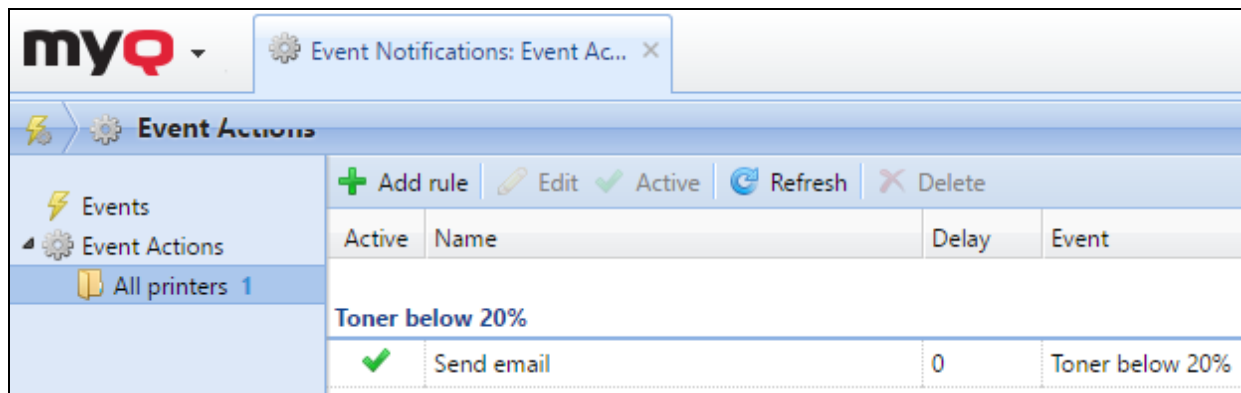 myQ
Event Notifications: Event Ac...
Event Actions
Add rule Edit Active Refresh Delete
Events
Event Actions
All printers 1
Active Name Delay Event
Toner below 20%
Send email 0 Toner below 20%